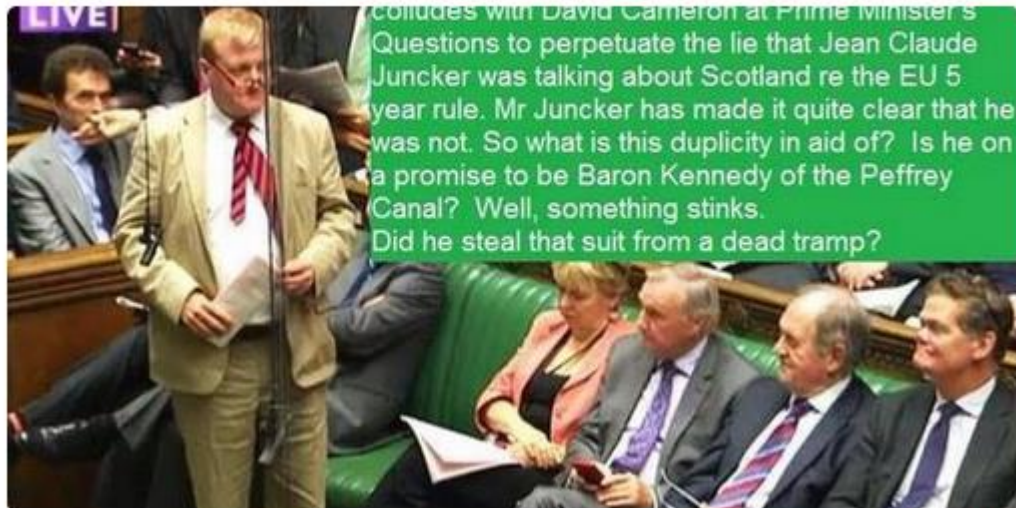 LIVE
colludes with David Cameron at Prime Minister's
Questions to perpetuate the lie that Jean Claude
Juncker was talking about Scotland re the EU 5
year rule. Mr Juncker has made it quite clear that he
was not. So what is this duplicity in aid of?  Is he on
a promise to be Baron Kennedy of the Peffrey
Canal?  Well, something stinks.
Did he steal that suit from a dead tramp?